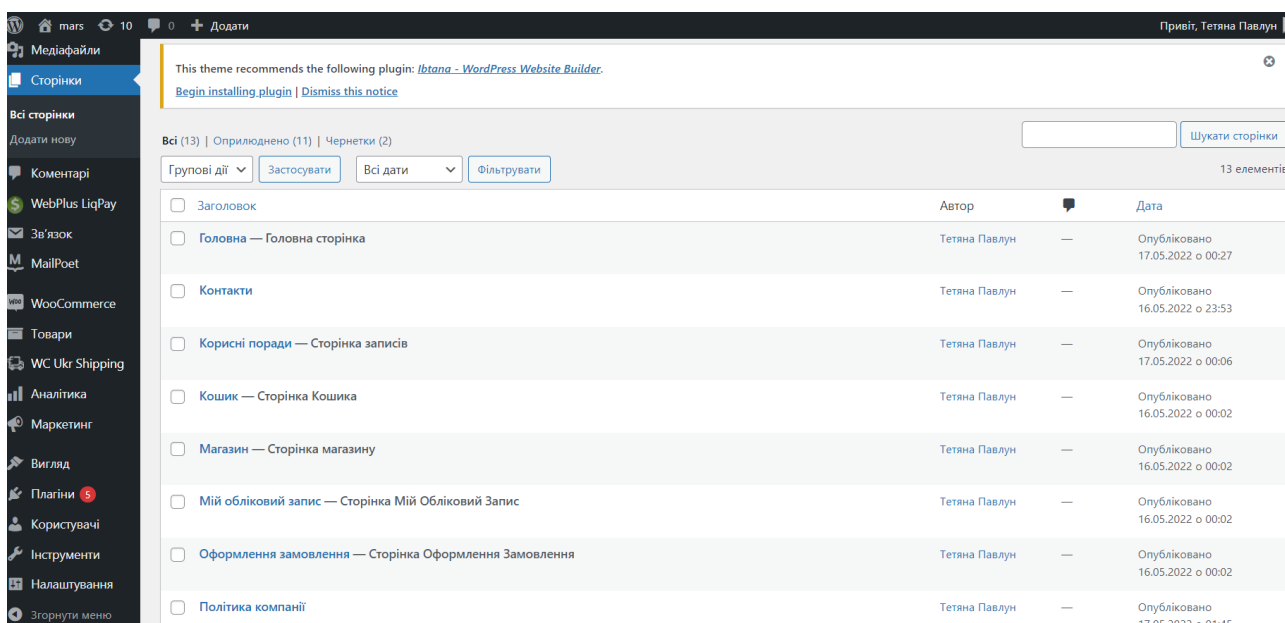 mars 10 0 Додати Привіт, Тетяна Павлун
Медіафайли
Сторінки
Всі сторінки
Додати нову
Коментарі
WebPlus LiqPay
Зв'язок
MailPoet
WooCommerce
Товари
WC Ukr Shipping
Аналітика
Маркетинг
Вигляд
Плагіни 5
Користувачі
Інструменти
Налаштування
Згорнути меню
This theme recommends the following plugin: Ibtana - WordPress Website Builder.
Begin installing plugin | Dismiss this notice
Всі (13) | Оприлюднено (11) | Чернетки (2)
Шукати сторінки
Групові дії Застосувати Всі дати Фільтрувати
13 елементів
Заголовок Автор Дата
Головна — Головна сторінка Тетяна Павлун — Опубліковано
17.05.2022 о 00:27
Контакти Тетяна Павлун — Опубліковано
16.05.2022 о 23:53
Корисні поради — Сторінка записів Тетяна Павлун — Опубліковано
17.05.2022 о 00:06
Кошик — Сторінка Кошика Тетяна Павлун — Опубліковано
16.05.2022 о 00:02
Магазин — Сторінка магазину Тетяна Павлун — Опубліковано
16.05.2022 о 00:02
Мій обліковий запис — Сторінка Мій Обліковий Запис Тетяна Павлун — Опубліковано
16.05.2022 о 00:02
Оформлення замовлення — Сторінка Оформлення Замовлення Тетяна Павлун — Опубліковано
16.05.2022 о 00:02
Політика компанії Тетяна Павлун — Опубліковано
17.05.2022 о 01:45